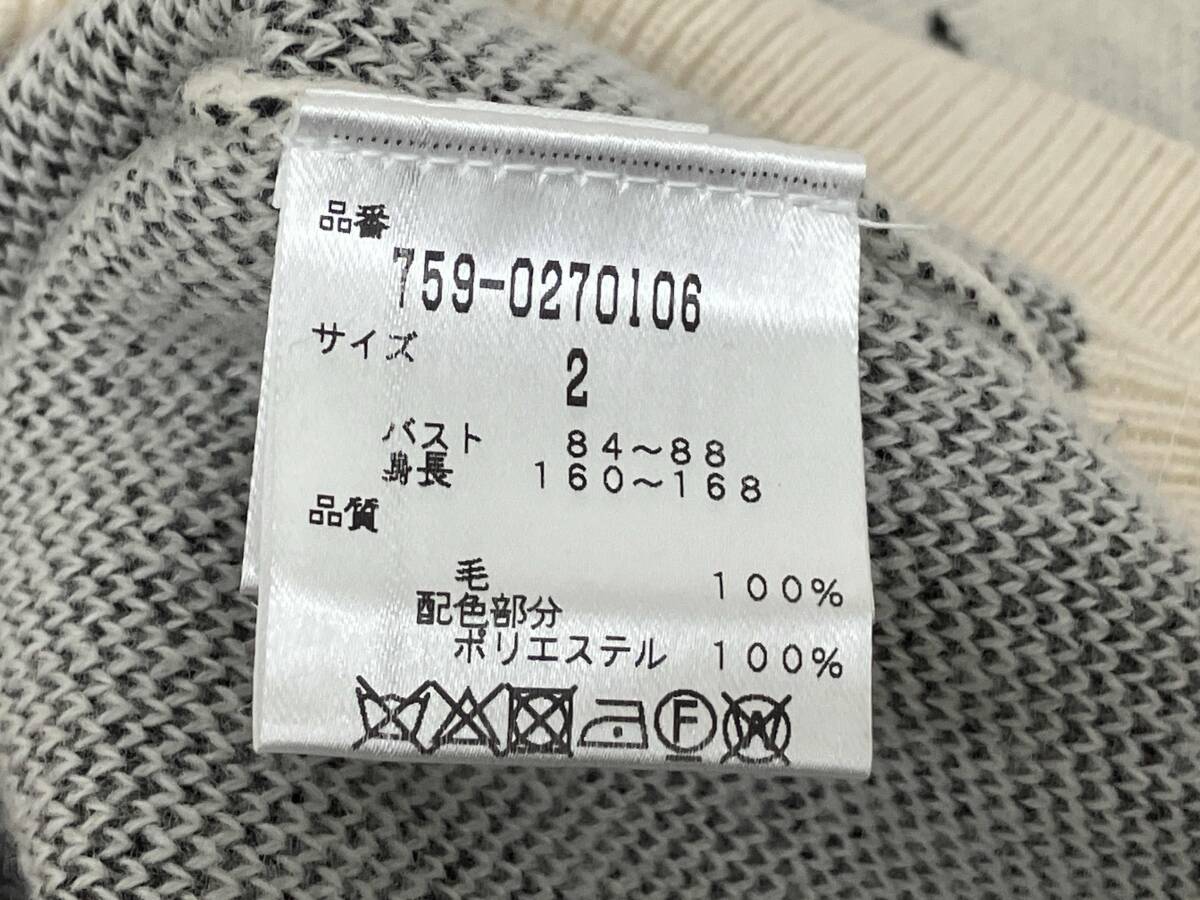 品番
759-0270106
サイズ
2
バスト 84～88
身長 160～168
品質
毛 100%
配色部分
ポリエステル 100%
F W